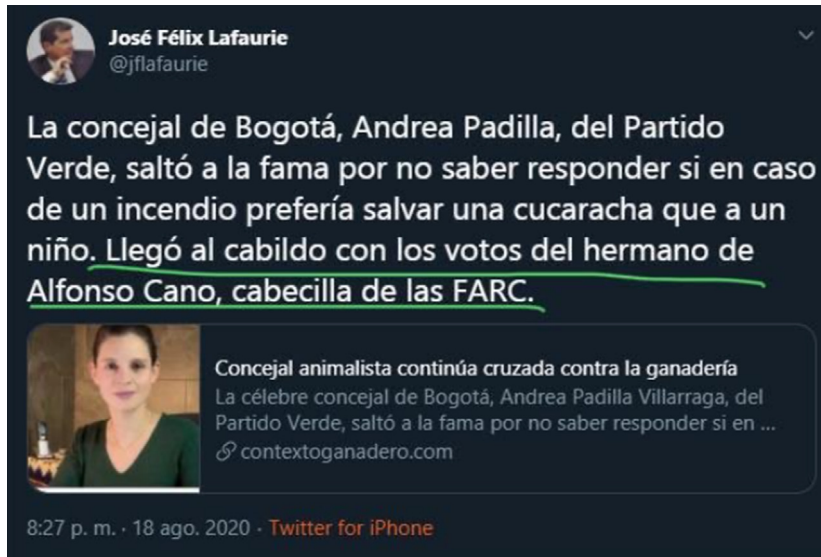 José Félix Lafaurie
@jflafaurie
La concejal de Bogotá, Andrea Padilla, del Partido
Verde, saltó a la fama por no saber responder si en caso
de un incendio prefería salvar una cucaracha que a un
niño. Llegó al cabildo con los votos del hermano de
Alfonso Cano, cabecilla de las FARC.
Concejal animalista continúa cruzada contra la ganadería
La célebre concejal de Bogotá, Andrea Padilla Villarraga, del
Partido Verde, saltó a la fama por no saber responder si en ...
contextoganadero.com
8:27 p. m. · 18 ago. 2020 · Twitter for iPhone